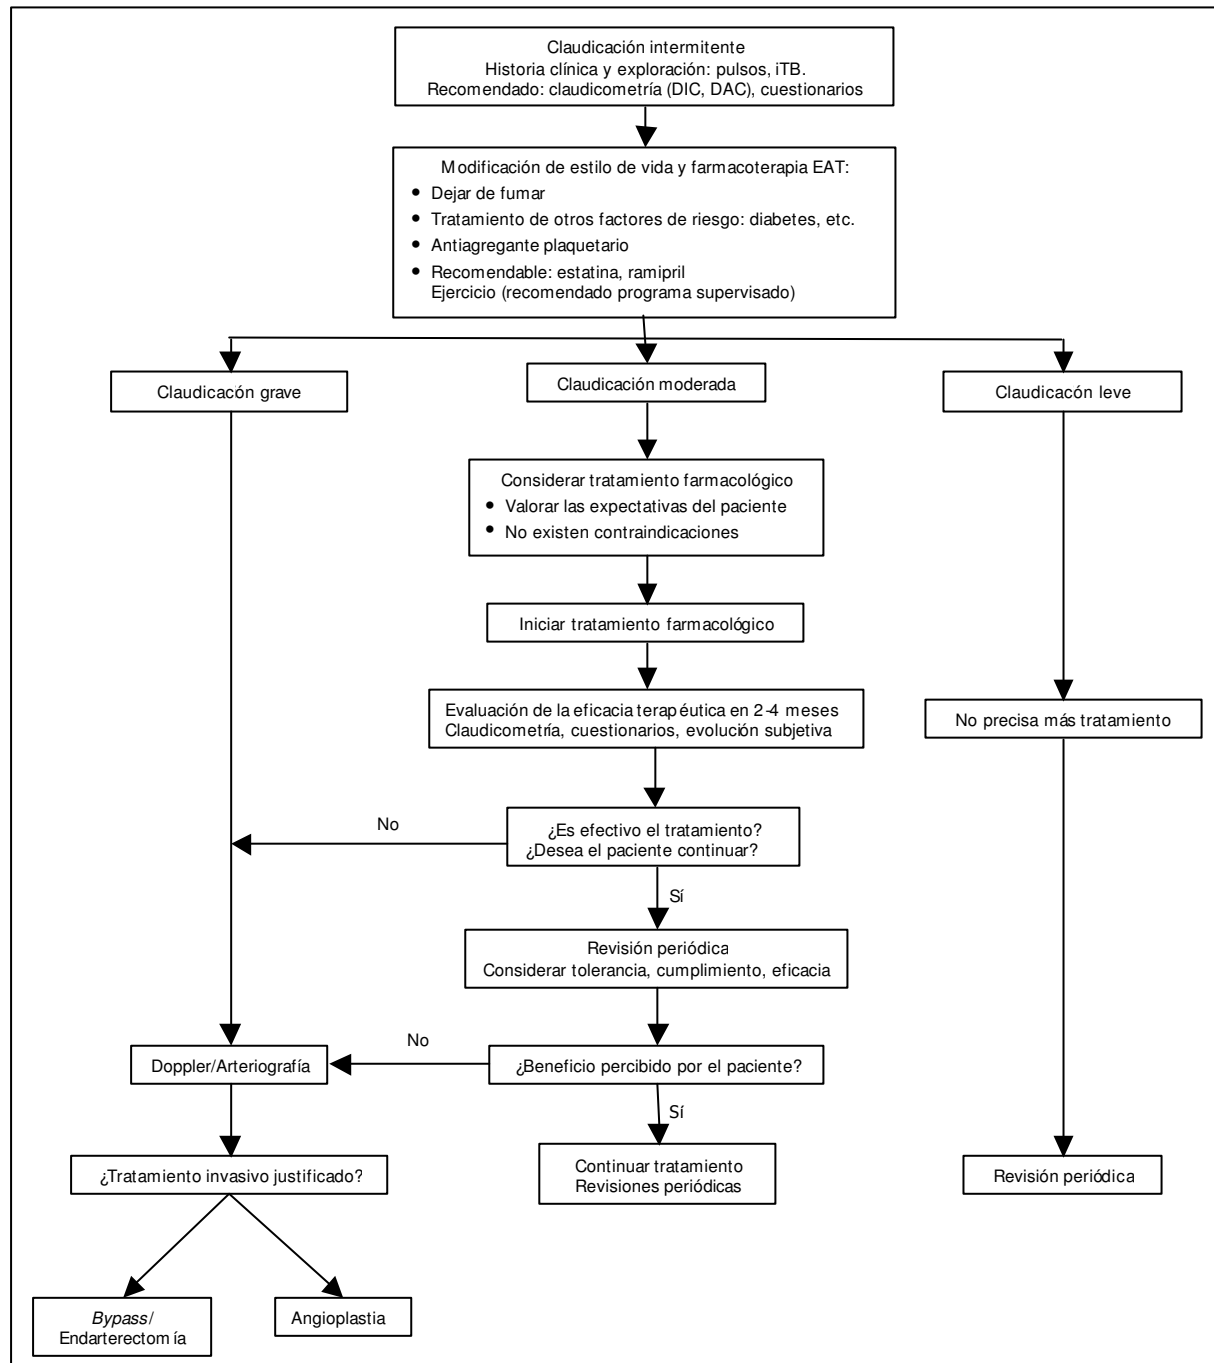 Claudicación intermitente
Historia clínica y exploración: pulsos, iTB.
Recomendado: claudicometría (DIC, DAC), cuestionarios
Modificación de estilo de vida y farmacoterapia EAT:
• Dejar de fumar
• Tratamiento de otros factores de riesgo: diabetes, etc.
• Antiagregante plaquetario
• Recomendable: estatina, ramipril
Ejercicio (recomendado programa supervisado)
Claudicacón grave
Claudicación moderada
Claudicacón leve
Considerar tratamiento farmacológico
• Valorar las expectativas del paciente
• No existen contraindicaciones
Iniciar tratamiento farmacológico
Evaluación de la eficacia terapéutica en 2-4 meses
Claudicometría, cuestionarios, evolución subjetiva
No precisa más tratamiento
No
¿Es efectivo el tratamiento?
¿Desea el paciente continuar?
Sí
Revisión periódica
Considerar tolerancia, cumplimiento, eficacia
No
Doppler/Arteriografía
¿Beneficio percibido por el paciente?
Sí
¿Tratamiento invasivo justificado?
Continuar tratamiento
Revisiones periódicas
Revisión periódica
Bypass/
Endarterectomía
Angioplastia